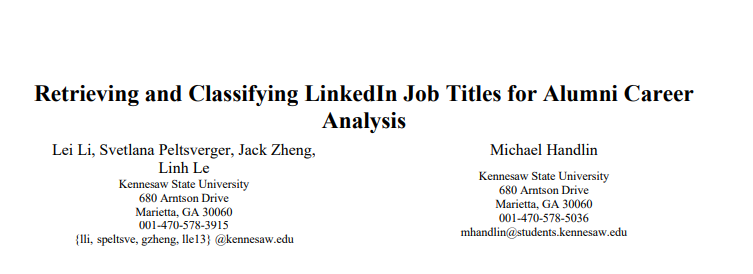 Retrieving and Classifying LinkedIn Job Titles for Alumni Career
Analysis
Lei Li, Svetlana Peltsverger, Jack Zheng,
Linh Le
Kennesaw State University
680 Arntson Drive
Marietta, GA 30060
001-470-578-3915
{lli, speltsve, gzheng, lle13} @kennesaw.edu
Michael Handlin
Kennesaw State University
680 Arntson Drive
Marietta, GA 30060
001-470-578-5036
mhandlin@students.kennesaw.edu